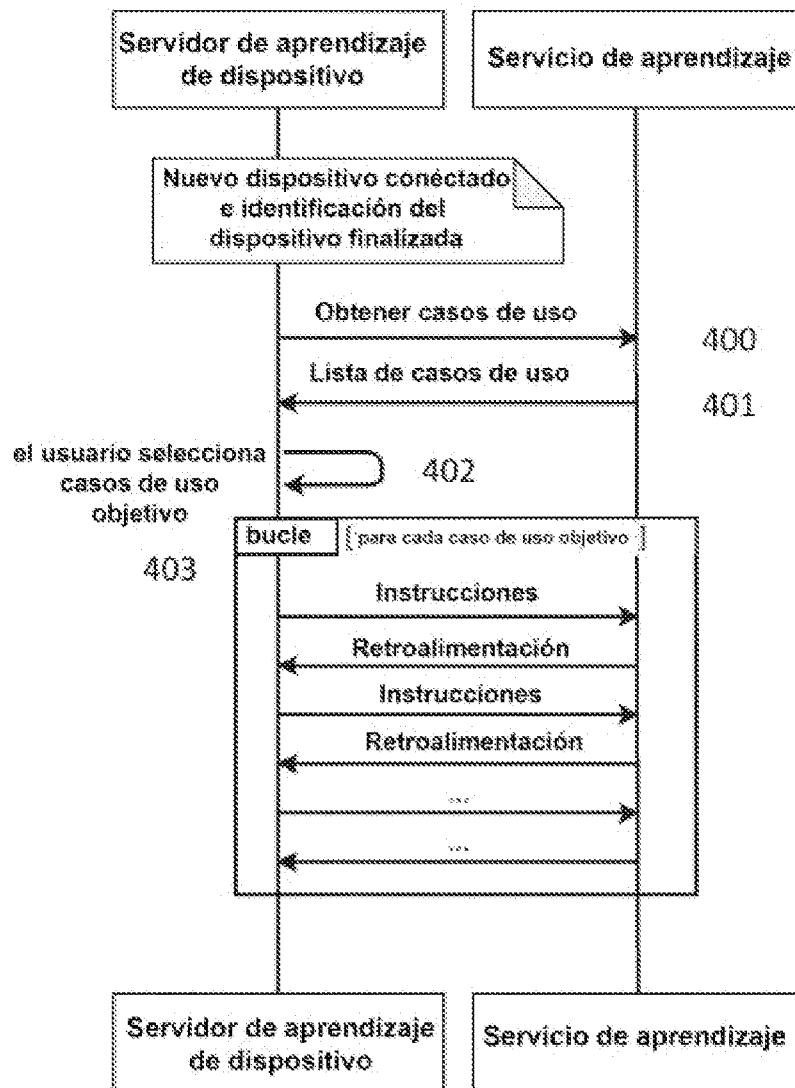 Servidor de aprendizaje
de dispositivo
Servicio de aprendizaje
Nuevo dispositivo conéctado
e identificación del
dispositivo finalizada
Obtener casos de uso
400
Lista de casos de uso
401
el usuario selecciona
casos de uso
objetivo
402
bucle
[para cada caso de uso objetivo]
403
Instrucciones
Retroalimentación
Instrucciones
Retroalimentación
...
...
Servidor de aprendizaje
de dispositivo
Servicio de aprendizaje